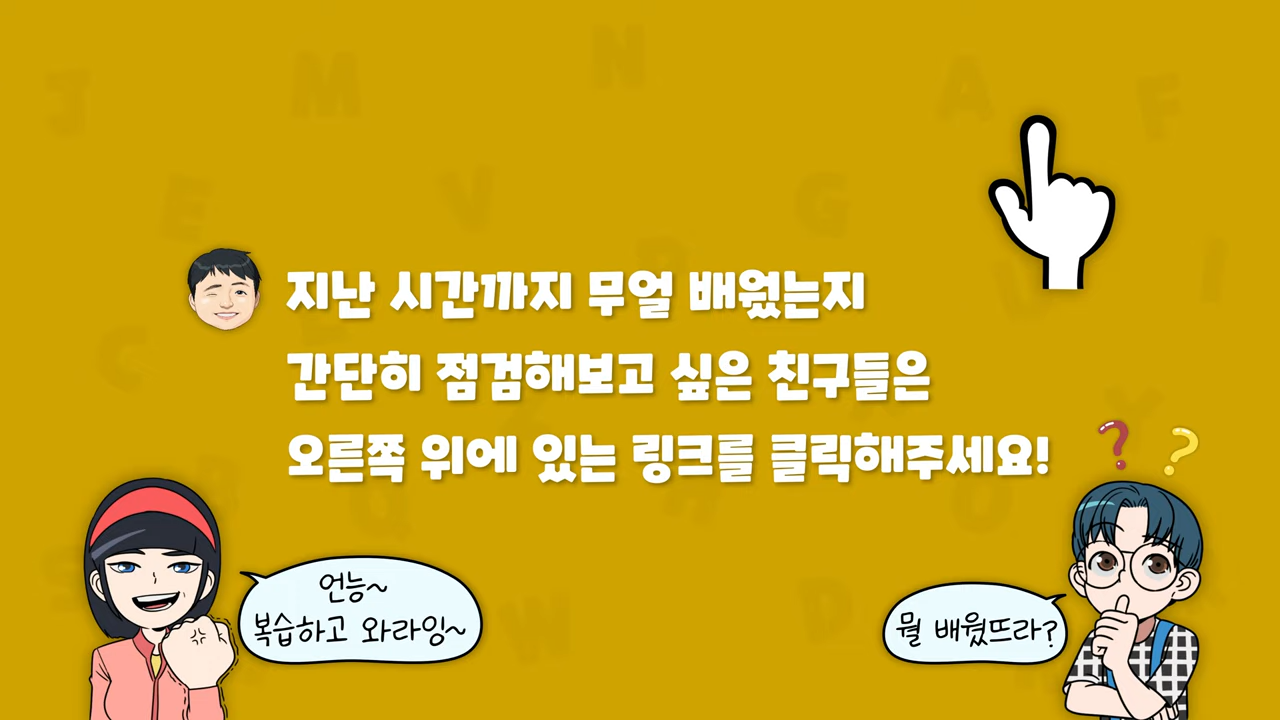 지난 시간까지 무얼 배웠는지
간단히 점검해보고 싶은 친구들은
오른쪽 위에 있는 링크를 클릭해주세요!
언능~
복습하고 와라잉~
뭘 배웠뜨라?